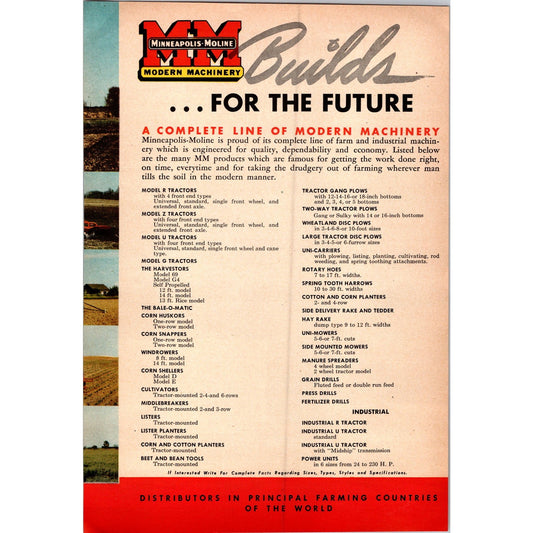 MM
MINNEAPOLIS-MOLINE
MODERN MACHINERY
Builds
...FOR THE FUTURE
A COMPLETE LINE OF MODERN MACHINERY
Minneapolis-Moline is proud of its complete line of farm and industrial machin-
ery which is engineered for quality, dependability and economy. Listed below
are the many MM products which are famous for getting the work done right,
on time, everytime and for taking the drudgery out of farming wherever man
tills the soil in the modern manner.
MODEL R TRACTORS
with 4 front end types
Universal, standard, single front wheel, and
extended front axle.
MODEL Z TRACTORS
with four front end types
Universal, standard, single front wheel, and
extended front axle.
MODEL U TRACTORS
with four front end types
Universal, standard, single front wheel and cane
type.
MODEL G TRACTORS
THE HARVESTORS
Model 69
Model G4
Self Propelled
12 ft. model
14 ft. model
13 ft. Rice model
THE BALE-O-MATIC
CORN HUSKORS
One-row model
Two-row model
CORN SNAPPERS
One-row model
Two-row model
WINDROWERS
8 ft. model
14 ft. model
CORN SHELLERS
Model D
Model E
CULTIVATORS
Tractor-mounted 2-4-and 6-rows
MIDDLEBREAKERS
Tractor-mounted 2-and 3-row
LISTERS
Tractor-mounted
LISTER PLANTERS
Tractor-mounted
CORN AND COTTON PLANTERS
Tractor-mounted
BEET AND BEAN TOOLS
Tractor-mounted
TRACTOR GANG PLOWS
with 12-14-16 or 18-inch bottoms
and 2, 3, 4, or 5 bottoms
TWO-WAY TRACTOR PLOWS
Gang or Sulky with 14 or 16-inch bottoms
WHEATLAND DISC PLOWS
in 3-4-6-8- or 10-foot sizes
LARGE TRACTOR DISC PLOWS
in 3-4-5-or 6-furrow sizes
UNI-CARRIERS
with plowing, listing, planting, cultivating, rod
weeding, and spring toothing attachments.
ROTARY HOES
7 to 17 ft. widths.
SPRING TOOTH HARROWS
10 to 30 ft. widths
COTTON AND CORN PLANTERS
2- and 4-row
SIDE DELIVERY RAKE AND TEDDER
HAY RAKE
dump type 9 to 12 ft. widths
UNI-MOWERS
5-6-or 7-ft. cuts
SIDE MOUNTED MOWERS
5-6-or 7-ft. cuts.
MANURE SPREADERS
4 wheel model
2 wheel tractor model
GRAIN DRILLS
Fluted feed or double run feed
PRESS DRILLS
FERTILIZER DRILLS
INDUSTRIAL
INDUSTRIAL R TRACTOR
INDUSTRIAL U TRACTOR
standard
INDUSTRIAL U TRACTOR
with "Midship" transmission
POWER UNITS
in 6 sizes from 24 to 230 H. P.
If Interested Write For Complete Facts Regarding Sizes, Types, Styles and Specifications.
DISTRIBUTORS IN PRINCIPAL FARMING COUNTRIES
OF THE WORLD